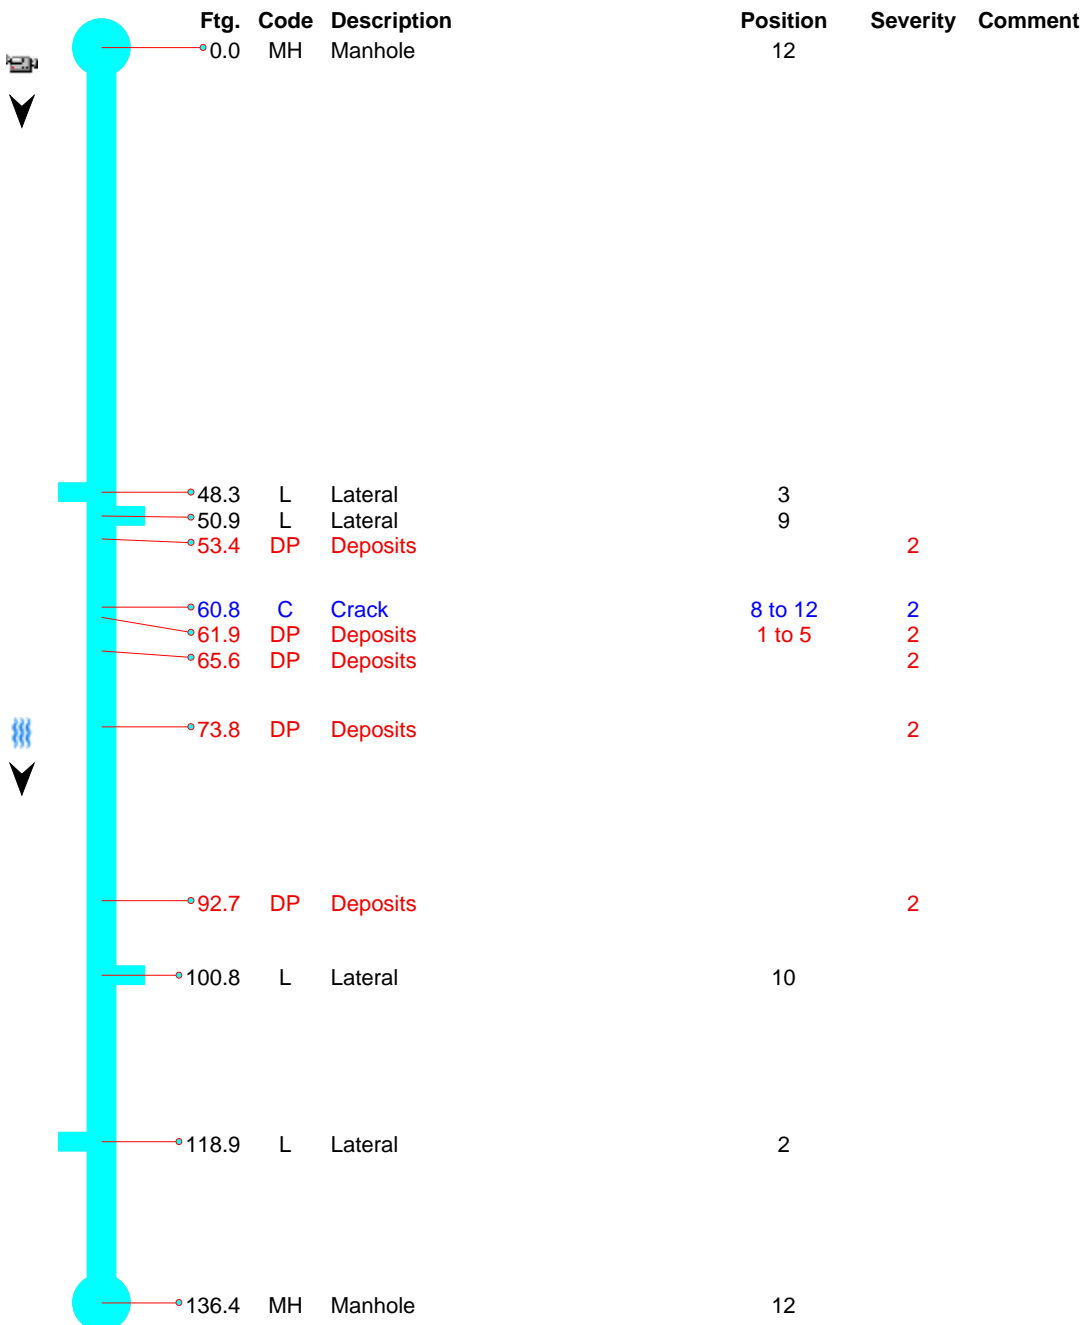 Ftg. Code Description Position Severity Comment
0.0 MH Manhole 12
48.3 L Lateral 3
50.9 L Lateral 9
53.4 DP Deposits 2
60.8 C Crack 8 to 12 2
61.9 DP Deposits 1 to 5 2
65.6 DP Deposits 2
73.8 DP Deposits 2
92.7 DP Deposits 2
100.8 L Lateral 10
118.9 L Lateral 2
136.4 MH Manhole 12